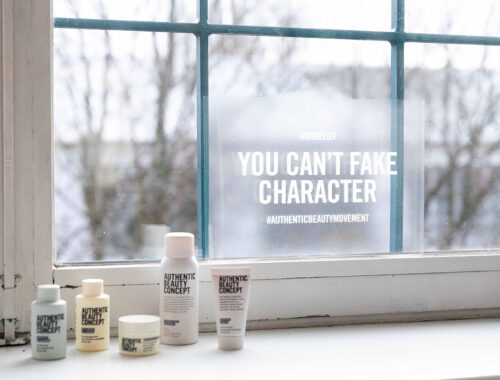 #MYBELIEF
YOU CAN'T FAKE
CHARACTER
#AUTHENTICBEAUTYMOVEMENT
AUTHENTIC
BEAUTY
CONCEPT
AUTHENTIC
BEAUTY
CONCEPT
AUTHENTIC
BEAUTY
CONCEPT
AUTHENTIC
BEAUTY
CONCEPT
AUTHENTIC
BEAUTY
CONCEPT